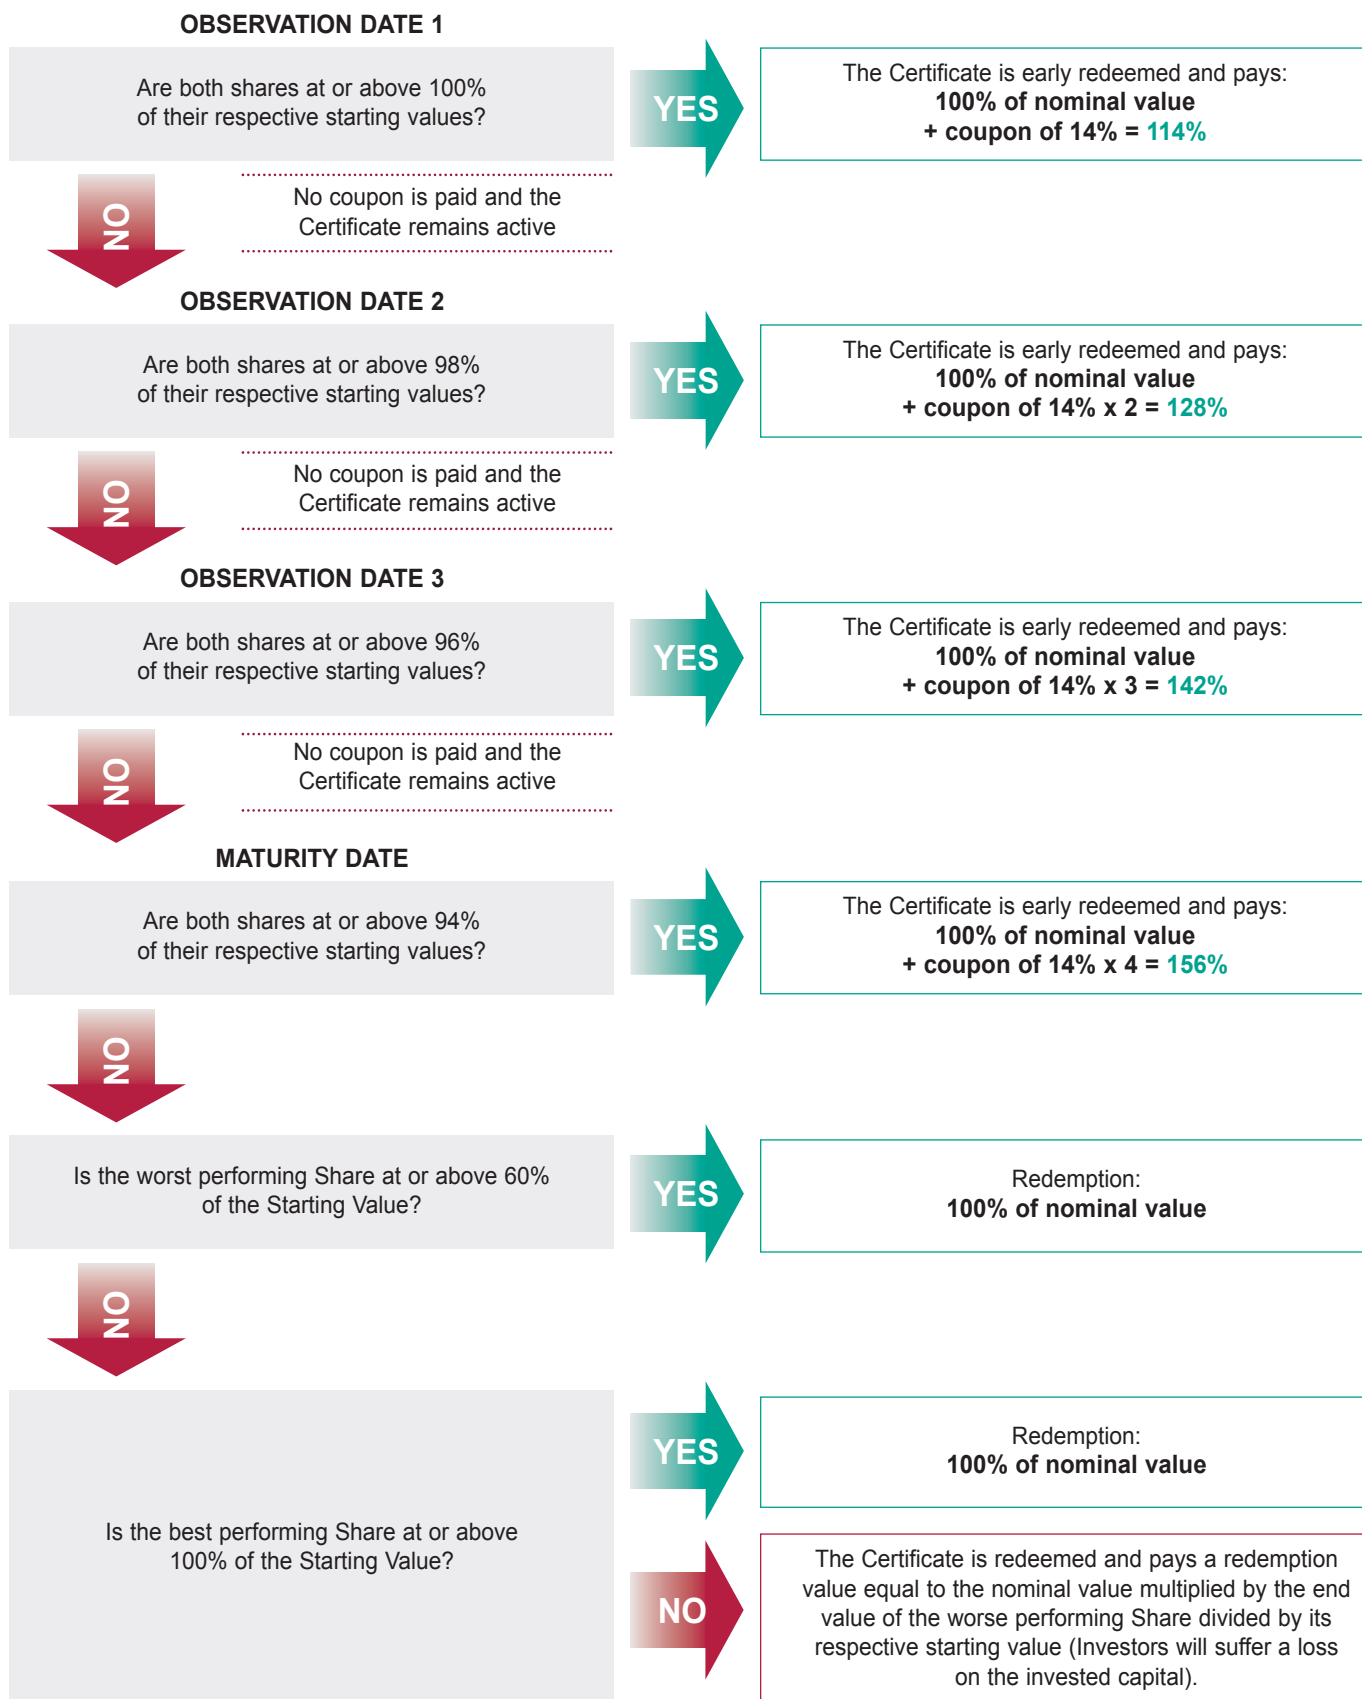 OBSERVATION DATE 1
Are both shares at or above 100%
of their respective starting values?
YES
The Certificate is early redeemed and pays:
100% of nominal value
+ coupon of 14% = 114%
NO
No coupon is paid and the
Certificate remains active
OBSERVATION DATE 2
Are both shares at or above 98%
of their respective starting values?
YES
The Certificate is early redeemed and pays:
100% of nominal value
+ coupon of 14% x 2 = 128%
NO
No coupon is paid and the
Certificate remains active
OBSERVATION DATE 3
Are both shares at or above 96%
of their respective starting values?
YES
The Certificate is early redeemed and pays:
100% of nominal value
+ coupon of 14% x 3 = 142%
NO
No coupon is paid and the
Certificate remains active
MATURITY DATE
Are both shares at or above 94%
of their respective starting values?
YES
The Certificate is early redeemed and pays:
100% of nominal value
+ coupon of 14% x 4 = 156%
NO
Is the worst performing Share at or above 60%
of the Starting Value?
YES
Redemption:
100% of nominal value
NO
Is the best performing Share at or above
100% of the Starting Value?
YES
Redemption:
100% of nominal value
NO
The Certificate is redeemed and pays a redemption
value equal to the nominal value multiplied by the end
value of the worse performing Share divided by its
respective starting value (Investors will suffer a loss
on the invested capital).